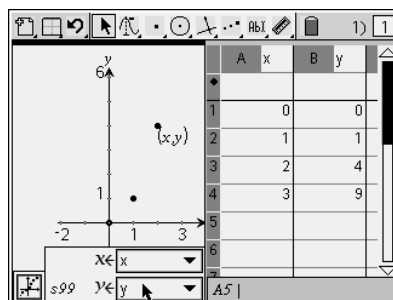 AbI 1) 1
y
6
(x,y)
1
-2 1 3
x← x
s99 y← y
A x B y
◆
1 0 0
2 1 1
3 2 4
4 3 9
5
6
A5